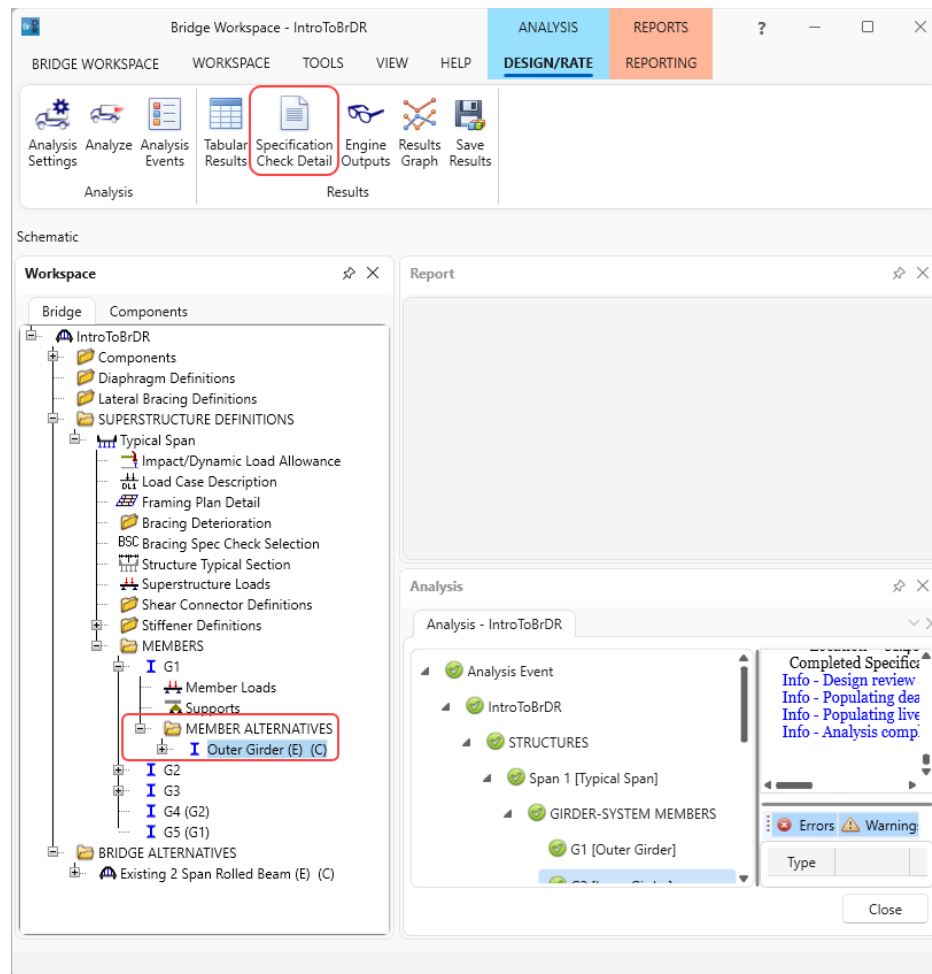 Bridge Workspace - IntroToBrDR
ANALYSIS
REPORTS
?
BRIDGE WORKSPACE
WORKSPACE
TOOLS
VIEW
HELP
DESIGN/RATE
REPORTING
Analysis Settings
Analyze
Analysis Events
Tabular Results
Specification Check Detail
Engine Outputs
Results Graph
Save Results
Analysis
Results
Schematic
Workspace
Bridge
Components
IntroToBrDR
Components
Diaphragm Definitions
Lateral Bracing Definitions
SUPERSTRUCTURE DEFINITIONS
Typical Span
Impact/Dynamic Load Allowance
Load Case Description
Framing Plan Detail
Bracing Deterioration
BSC Bracing Spec Check Selection
Structure Typical Section
Superstructure Loads
Shear Connector Definitions
Stiffener Definitions
MEMBERS
G1
Member Loads
Supports
MEMBER ALTERNATIVES
Outer Girder (E) (C)
G2
G3
G4 (G2)
G5 (G1)
BRIDGE ALTERNATIVES
Existing 2 Span Rolled Beam (E) (C)
Report
Analysis
Analysis - IntroToBrDR
Analysis Event
IntroToBrDR
STRUCTURES
Span 1 [Typical Span]
GIRDER-SYSTEM MEMBERS
G1 [Outer Girder]
Completed Specific
Info - Design review
Info - Populating dea
Info - Populating live
Info - Analysis comp
Errors
Warning
Type
Close